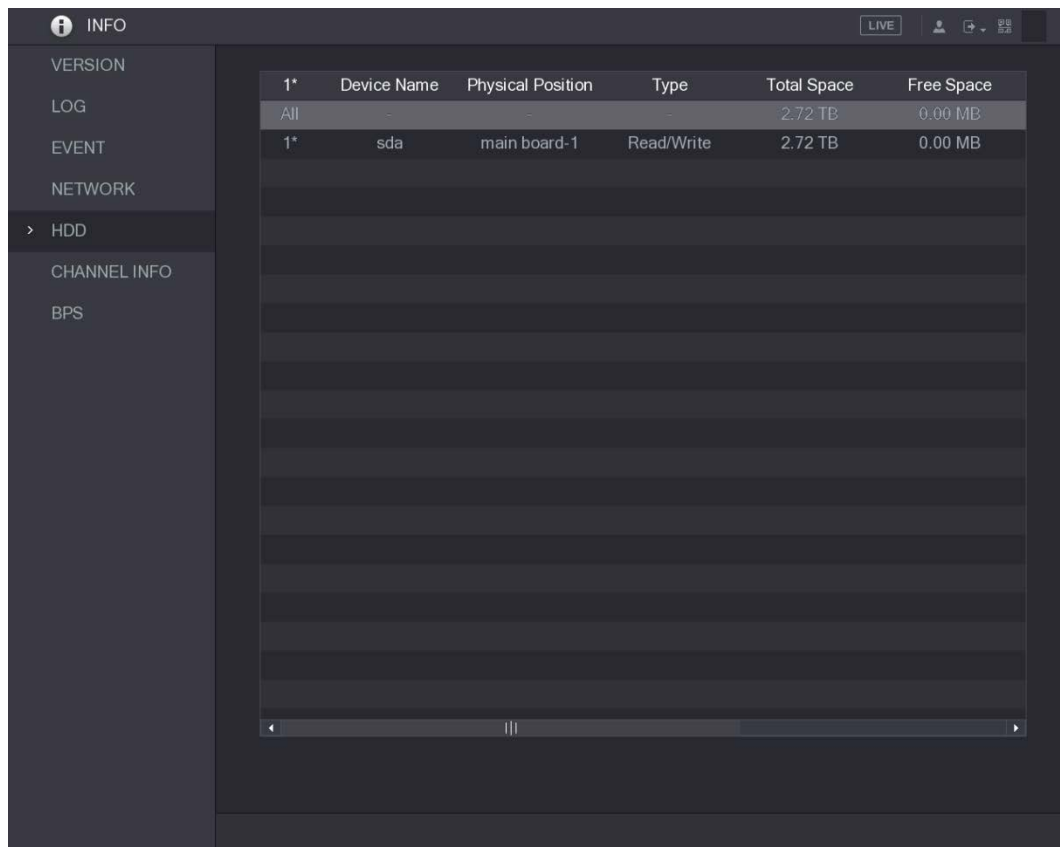 INFO LIVE
VERSION
LOG
EVENT
NETWORK
HDD
CHANNEL INFO
BPS
1* Device Name Physical Position Type Total Space Free Space
All - - - 2.72 TB 0.00 MB
1* sda main board-1 Read/Write 2.72 TB 0.00 MB